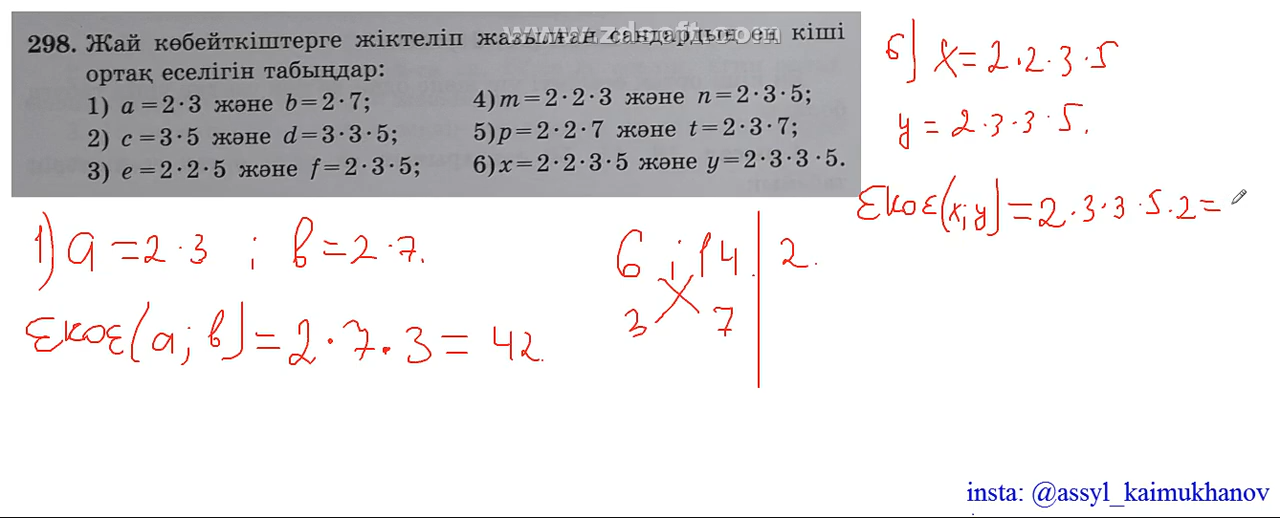 www.zdsoft.com
298. Жай көбейткіштерге жіктеліп жазылған сандардың ең кіші
ортақ еселігін табыңдар:
1) a = 2 · 3 және b = 2 · 7;
2) c = 3 · 5 және d = 3 · 3 · 5;
3) e = 2 · 2 · 5 және f = 2 · 3 · 5;
4) m = 2 · 2 · 3 және n = 2 · 3 · 5;
5) p = 2 · 2 · 7 және t = 2 · 3 · 7;
6) x = 2 · 2 · 3 · 5 және y = 2 · 3 · 3 · 5.
6) x = 2 · 2 · 3 · 5
y = 2 · 3 · 3 · 5.
ЕКОЕ(x; y) = 2 · 3 · 3 · 5 · 2 =
1) a = 2 · 3 ; b = 2 · 7.
ЕКОЕ(a; b) = 2 · 7 · 3 = 42.
6 ; 14 | 2.
3 7
insta: @assyl_kaimukhanov